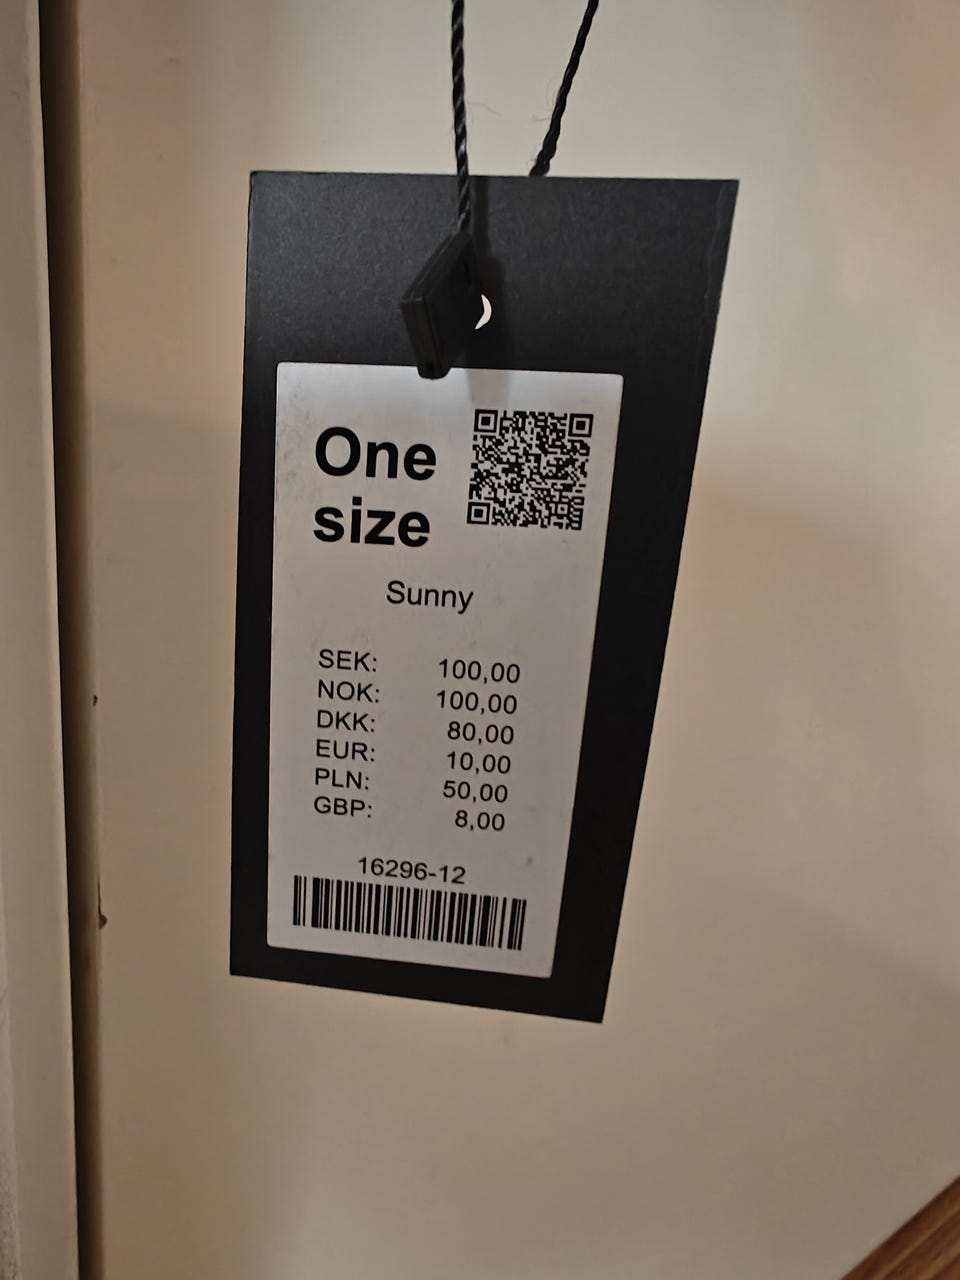 One
size
Sunny
SEK: 100,00
NOK: 100,00
DKK: 80,00
EUR: 10,00
PLN: 50,00
GBP: 8,00
16296-12